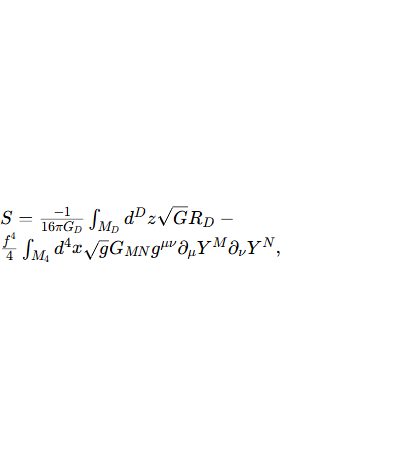 S = \frac{-1}{16\pi G_D} \int_{M_D} d^D z \sqrt{G} R_D -
\frac{f^4}{4} \int_{M_4} d^4 x \sqrt{g} G_{MN} g^{\mu\nu} \partial_\mu Y^M \partial_\nu Y^N,